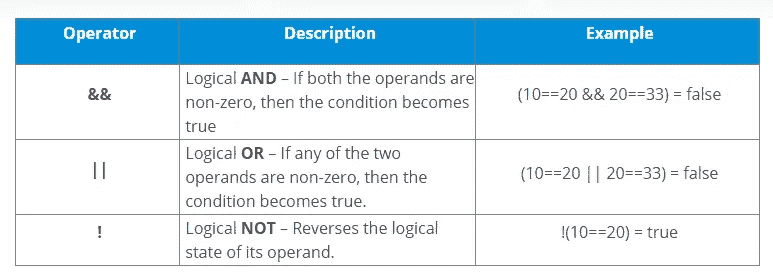 Operator Description Example
&& Logical AND – If both the operands are
non-zero, then the condition becomes
true (10==20 && 20==33) = false
|| Logical OR – If any of the two
operands are non-zero, then the
condition becomes true. (10==20 || 20==33) = false
! Logical NOT – Reverses the logical
state of its operand. !(10==20) = true